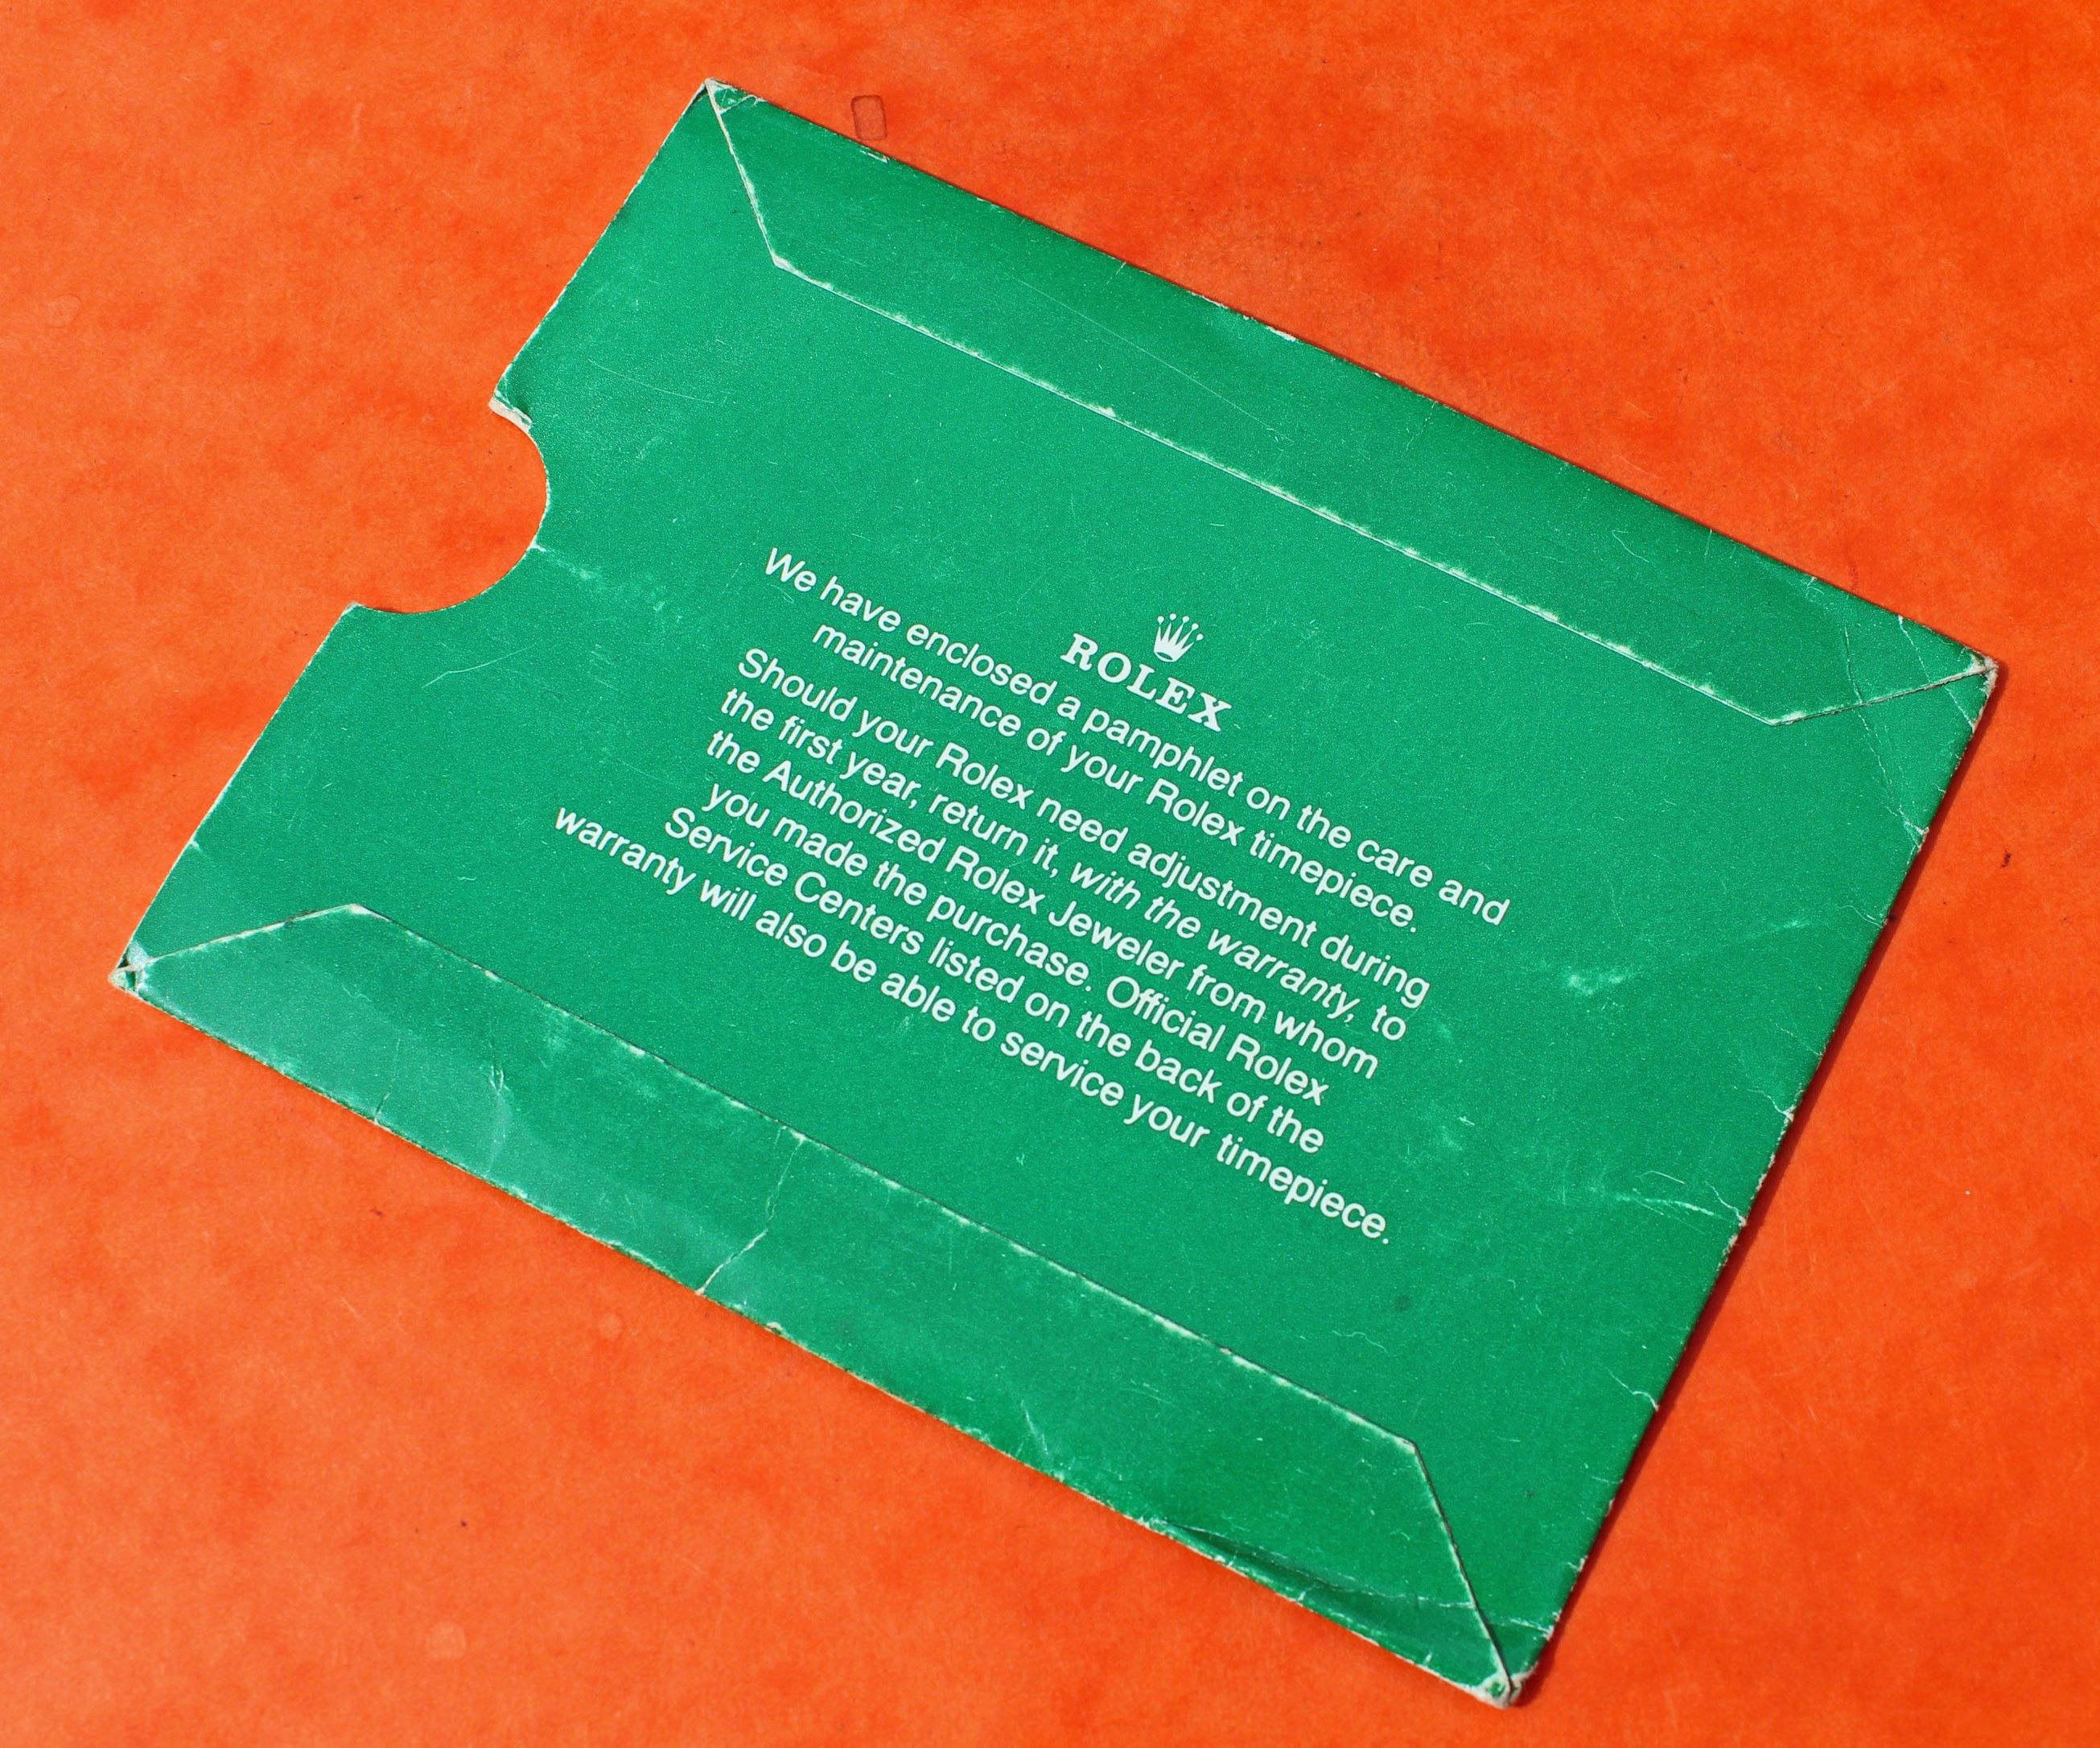 ROLEX
We have enclosed a pamphlet on the care and
maintenance of your Rolex timepiece.
Should your Rolex need adjustment during
the first year, return it, with the warranty, to
the Authorized Rolex Jeweler from whom
you made the purchase. Official Rolex
Service Centers listed on the back of the
warranty will also be able to service your timepiece.